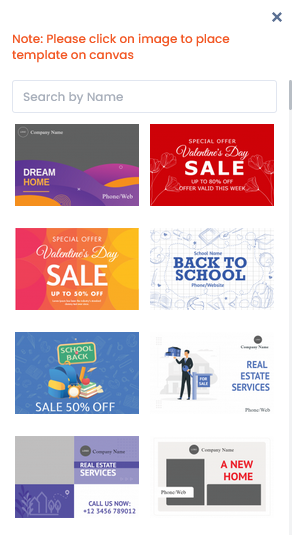 Note: Please click on image to place
template on canvas
Search by Name
Company Name
DREAM
HOME
Phone/Web
SPECIAL OFFER
Valentine's Day
SALE
UP TO 80% OFF
OFFER VALID THIS WEEK
SPECIAL OFFER
Valentine's Day
SALE
UP TO 50% OFF
School Name
BACK TO
SCHOOL
Phone/Website
SCHOOL
BACK
SALE 50% OFF
Company Name
FOR
SALE
REAL
ESTATE
SERVICES
Phone/Web
Company Name
REAL ESTATE
SERVICES
CALL US NOW:
+12 3456 789012
Company Name
A NEW
HOME
Phone/Web